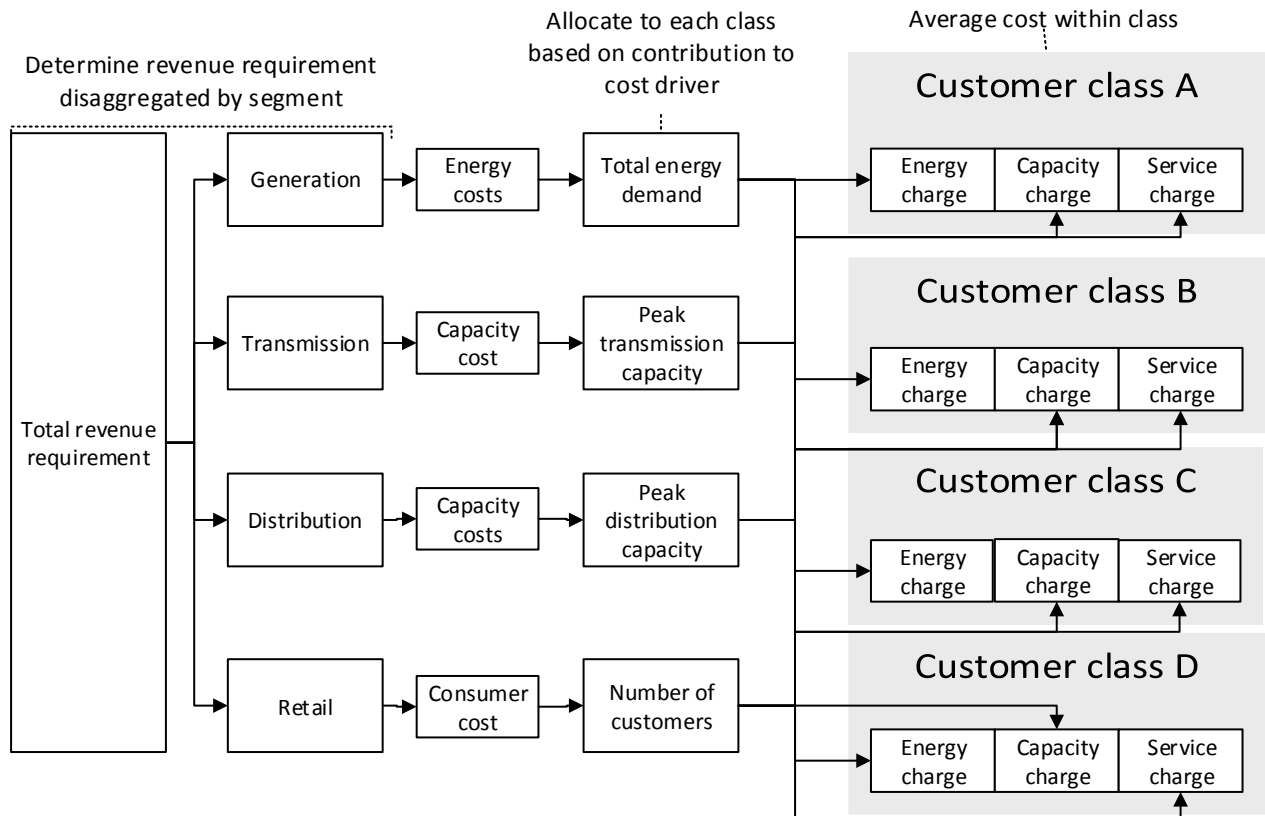 Determine revenue requirement
disaggregated by segment
Allocate to each class
based on contribution to
cost driver
Average cost within class
Total revenue
requirement
Generation
Energy
costs
Total energy
demand
Transmission
Capacity
cost
Peak
transmission
capacity
Distribution
Capacity
costs
Peak
distribution
capacity
Retail
Consumer
cost
Number of
customers
Customer class A
Energy
charge
Capacity
charge
Service
charge
Customer class B
Energy
charge
Capacity
charge
Service
charge
Customer class C
Energy
charge
Capacity
charge
Service
charge
Customer class D
Energy
charge
Capacity
charge
Service
charge